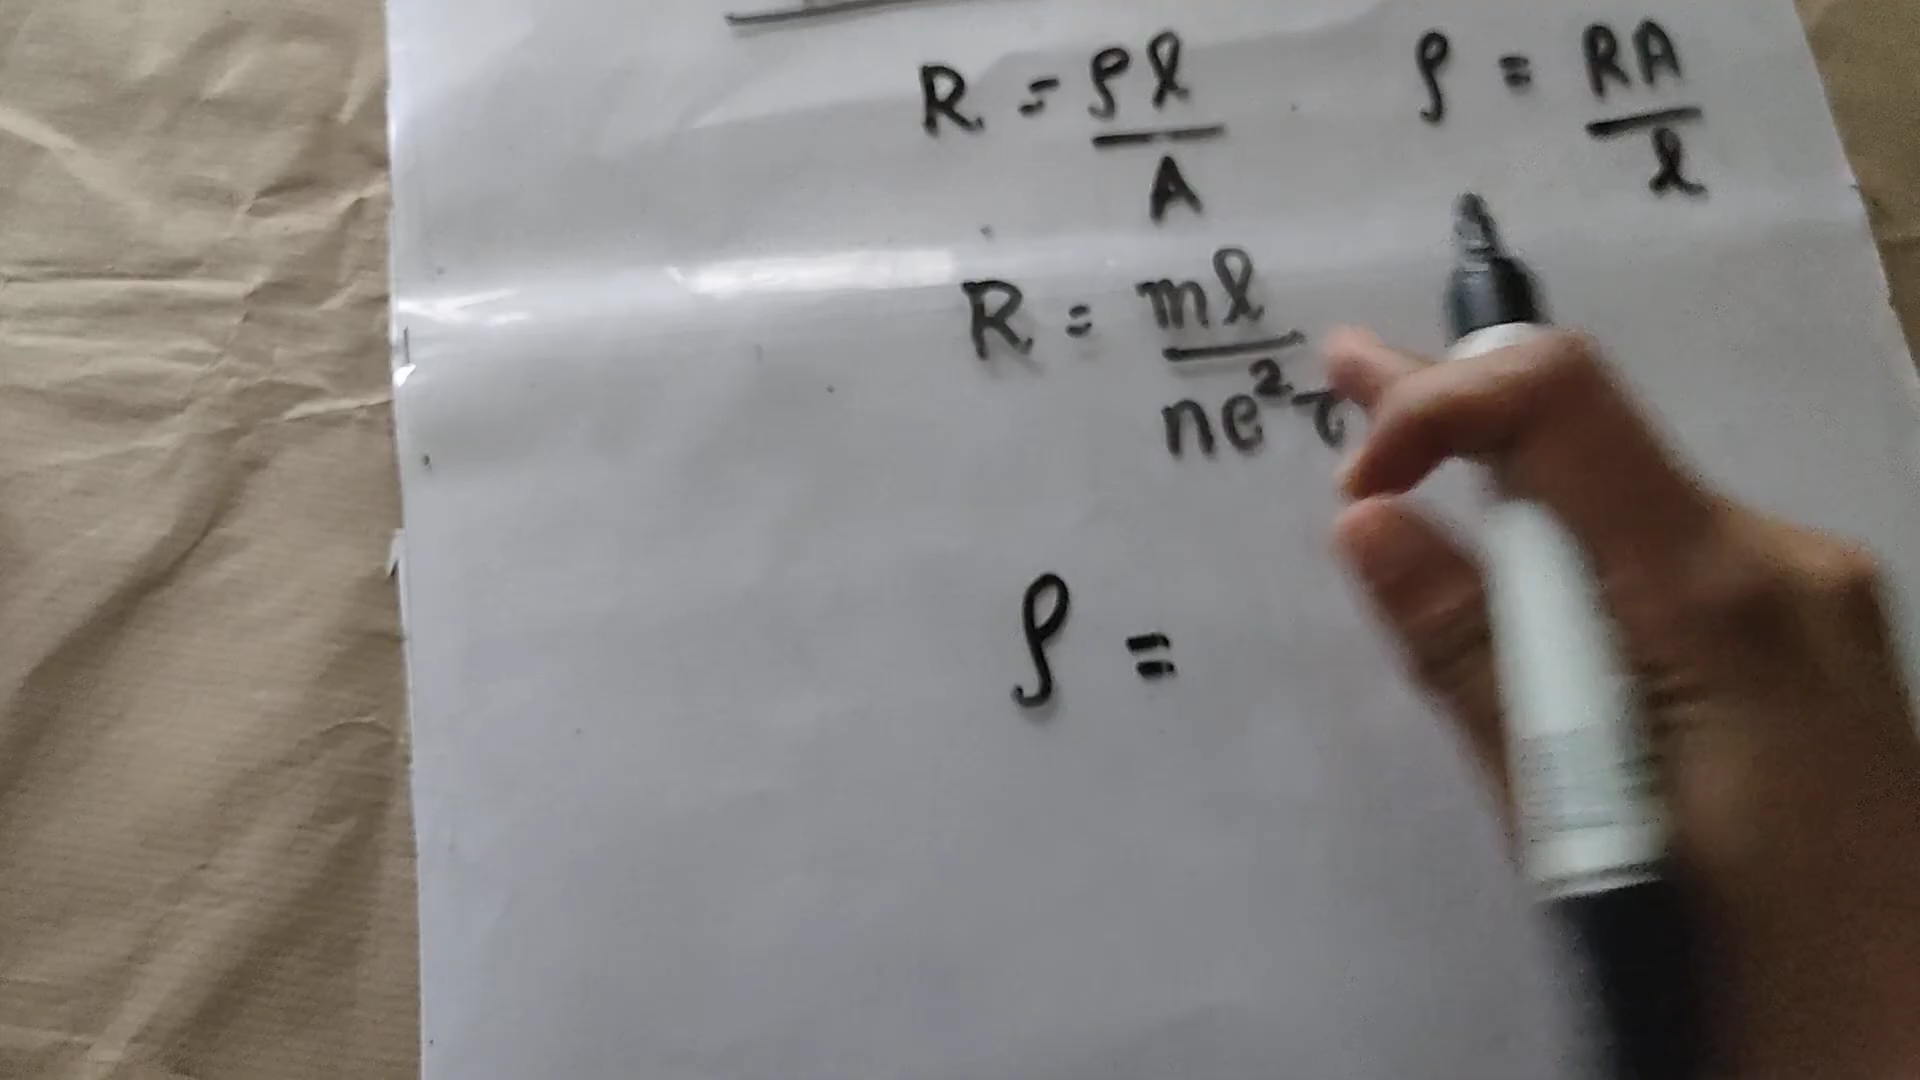 R = ρl/A ρ = RA/l
R = ml/ne²τ
ρ =